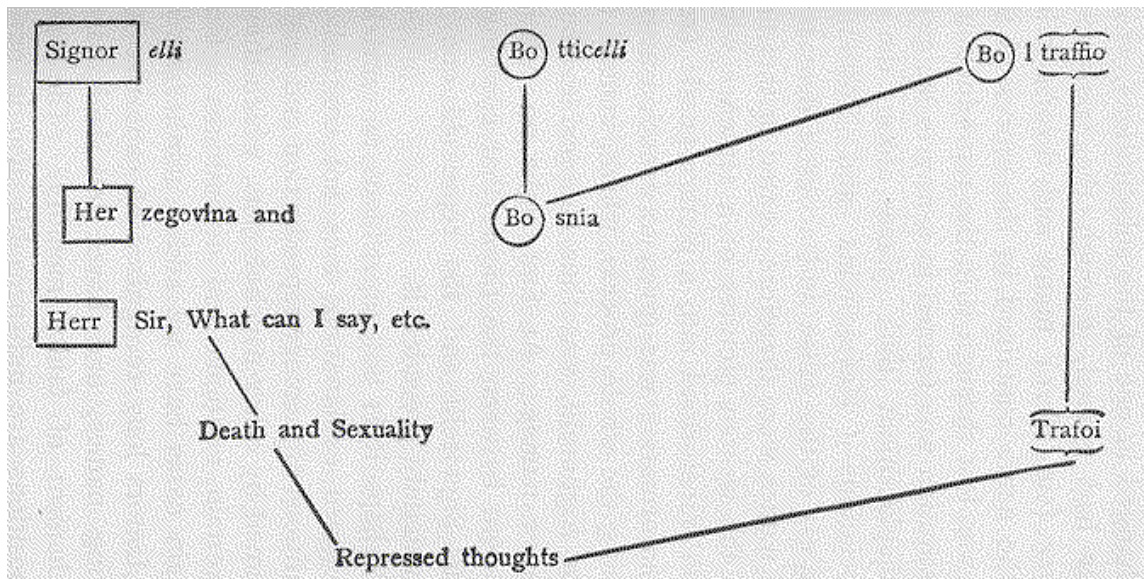 Signor elli Bo tticelli Bo l traffio
Her zegovina and Bo snia
Herr Sir, What can I say, etc.
Death and Sexuality Trafoi
Repressed thoughts